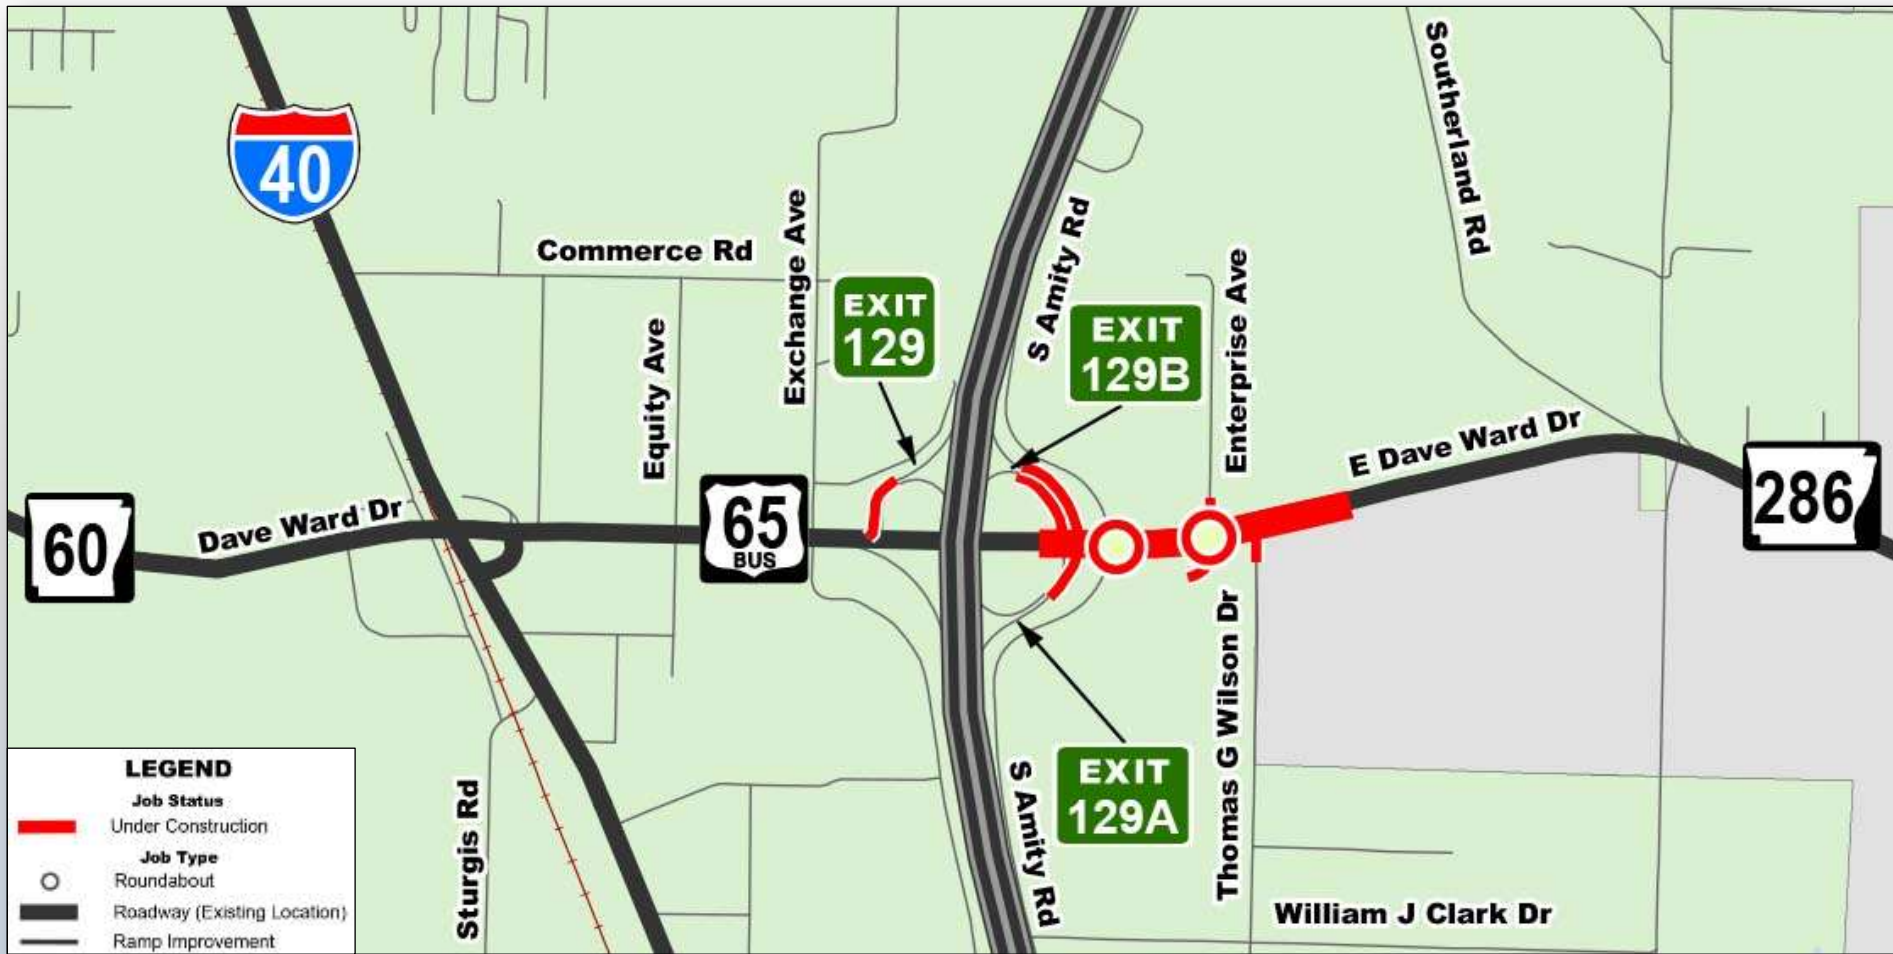 40
Southerland Rd
Commerce Rd
Exchange Ave
S Amity Rd
Enterprise Ave
EXIT
129
EXIT
129B
Equity Ave
E Dave Ward Dr
60
Dave Ward Dr
65
BUS
286
Thomas G Wilson Dr
EXIT
129A
S Amity Rd
Sturgis Rd
William J Clark Dr
LEGEND
Job Status
Under Construction
Job Type
Roundabout
Roadway (Existing Location)
Ramp Improvement